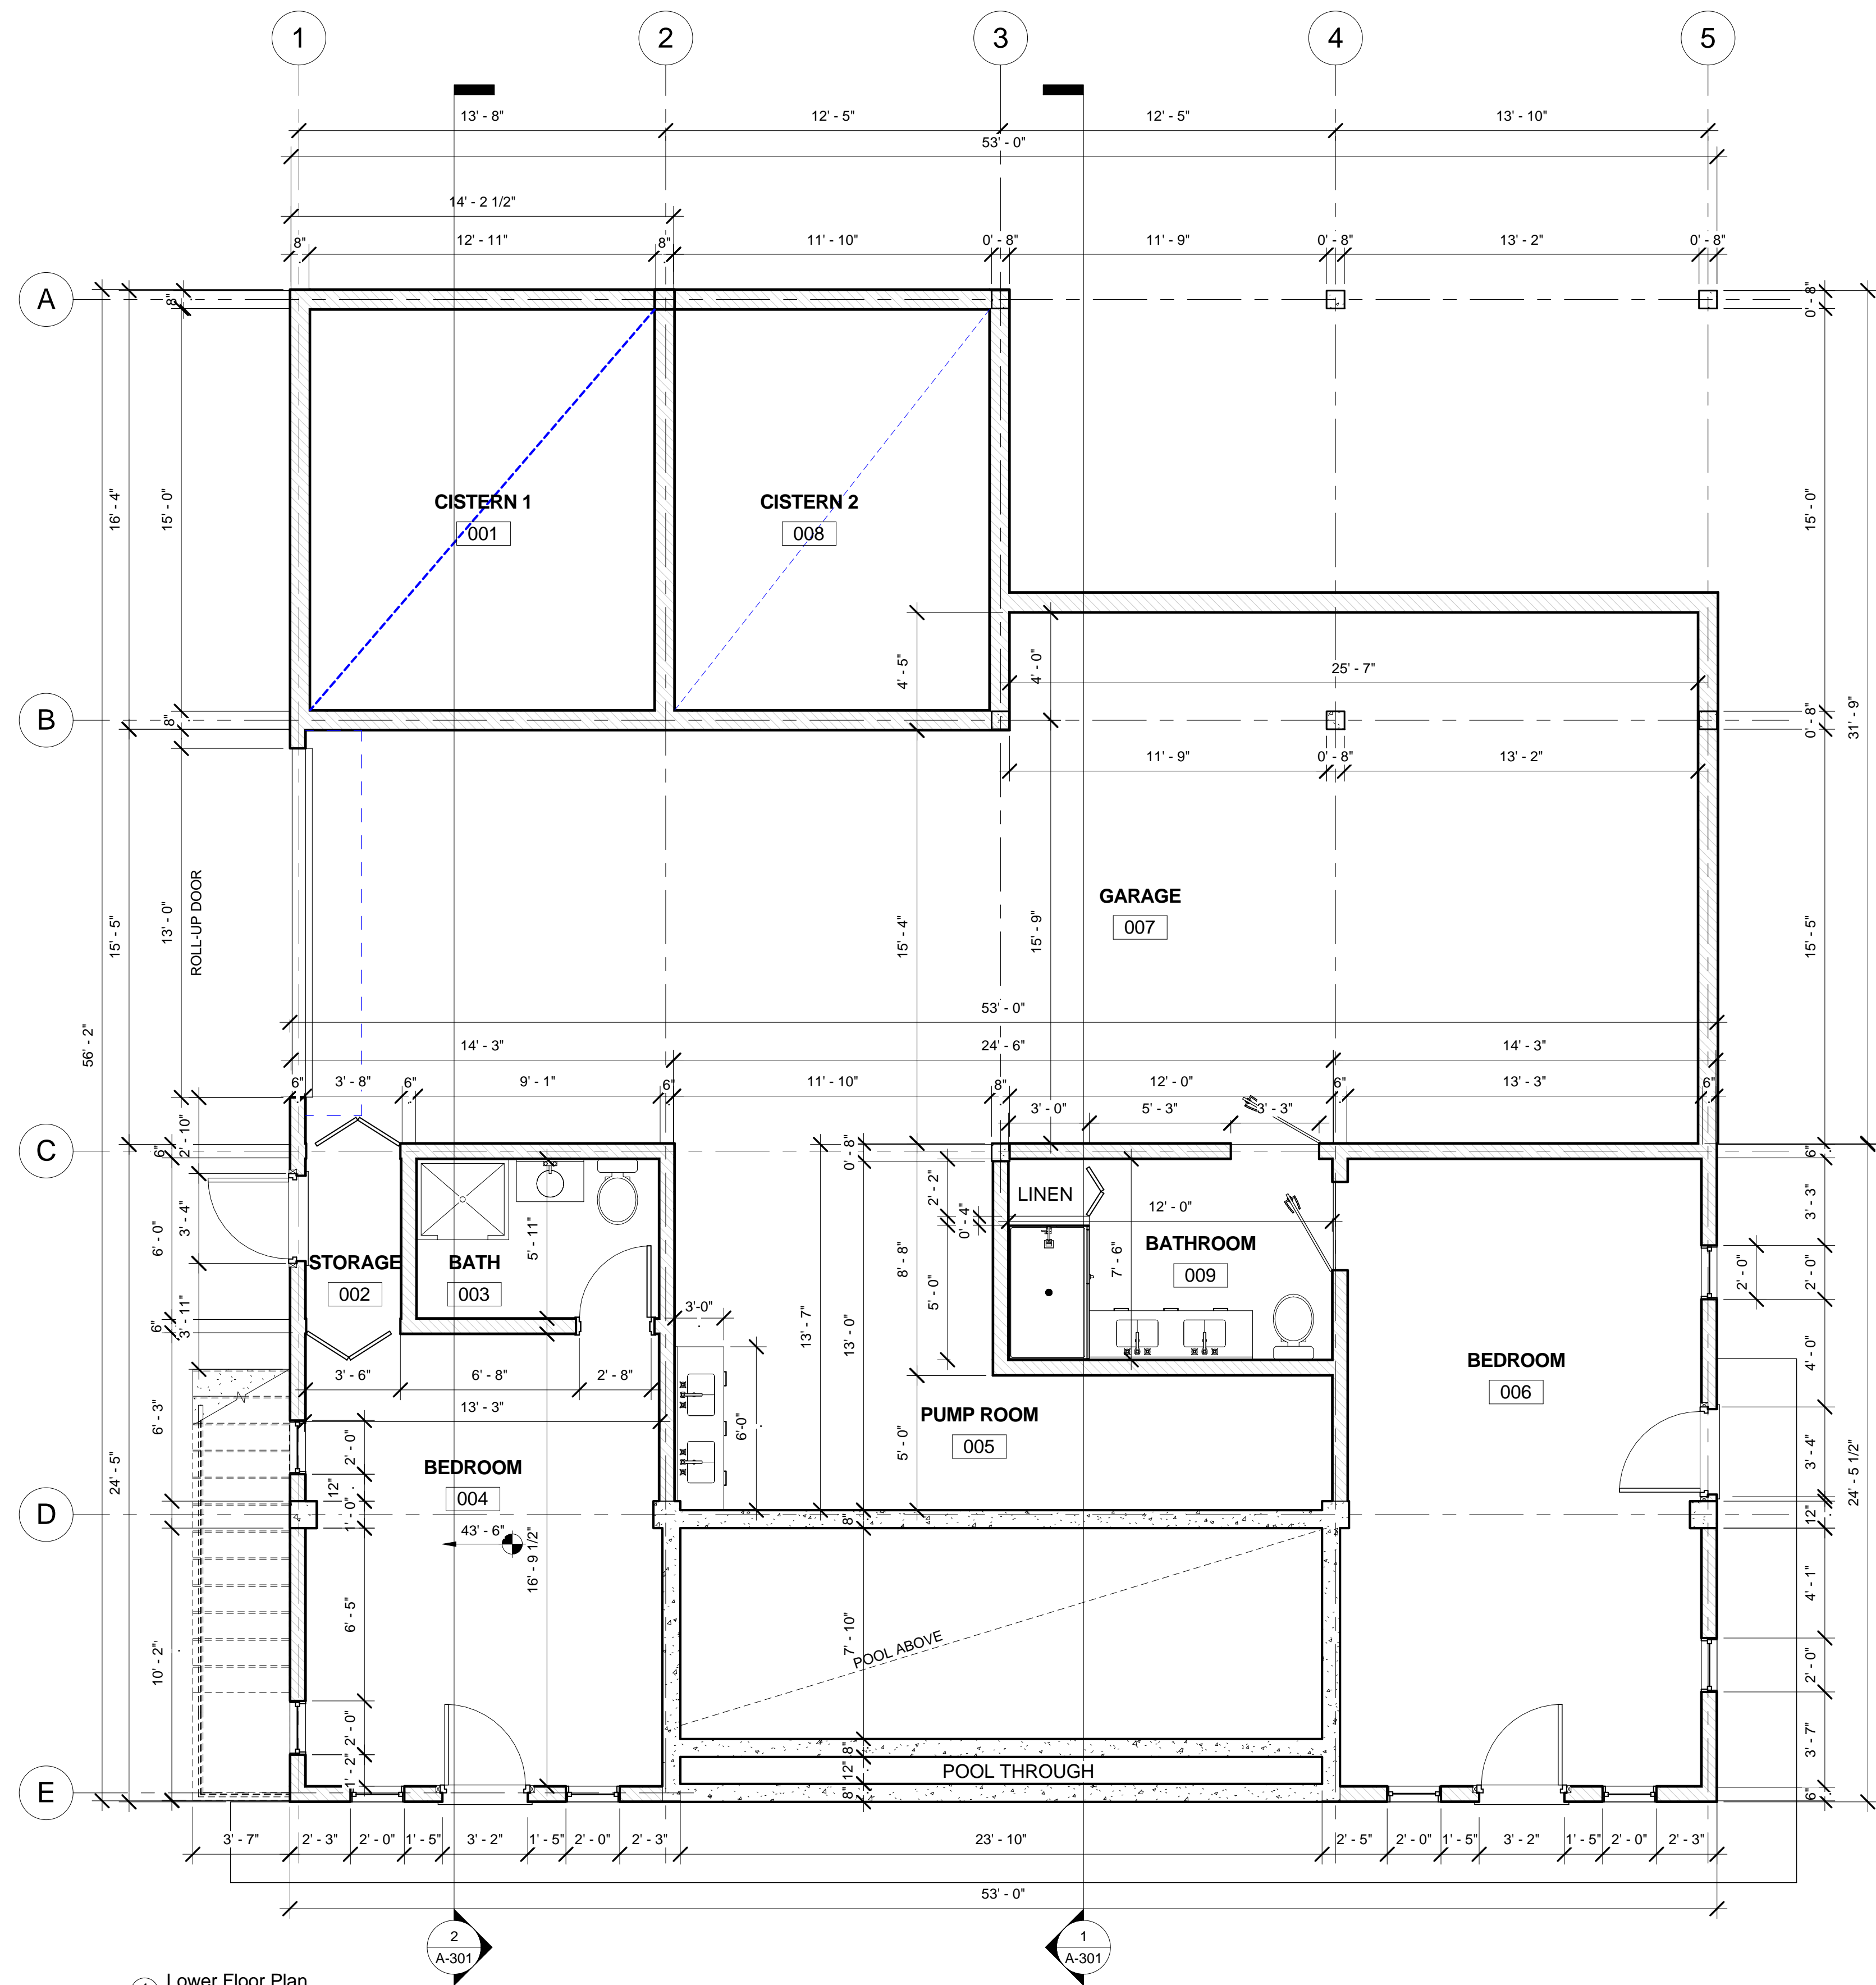 1 2 3 4 5
13' - 8" 12' - 5" 12' - 5" 13' - 10"
53' - 0"
14' - 2 1/2"
8" 12' - 11" 8" 11' - 10" 0' - 8" 11' - 9" 0' - 8" 13' - 2" 0' - 8"
A
8"
0' - 8"
16' - 4"
15' - 0"
CISTERN 1
001
CISTERN 2
008
15' - 0"
4' - 5"
4' - 0"
25' - 7"
B
8"
0' - 8"
31' - 9"
11' - 9" 0' - 8" 13' - 2"
GARAGE
007
ROLL-UP DOOR
13' - 0"
15' - 5"
15' - 4"
15' - 9"
15' - 5"
56' - 2"
53' - 0"
14' - 3" 24' - 6" 14' - 3"
6" 3' - 8" 6" 9' - 1" 6" 11' - 10" 8" 12' - 0" 6" 13' - 3" 6"
3' - 0" 5' - 3" 3' - 3"
C
6"
2' - 10"
0' - 8"
6"
LINEN
2' - 2"
0' - 4"
12' - 0"
3' - 3"
3' - 4"
6' - 0"
5' - 11"
8' - 8"
7' - 6"
BATHROOM
009
STORAGE
002
BATH
003
2' - 0"
2' - 0"
5' - 0"
3'-0"
6"
3' - 11"
13' - 7"
13' - 0"
4' - 0"
BEDROOM
006
3' - 6" 6' - 8" 2' - 8"
13' - 3"
6' - 3"
2' - 0"
6'-0"
PUMP ROOM
005
5' - 0"
3' - 4"
24' - 5"
24' - 5 1/2"
BEDROOM
004
12"
1' - 0"
D
8"
12"
43' - 6"
16' - 9 1/2"
4' - 1"
6' - 5"
10' - 2"
7' - 10"
POOL ABOVE
2' - 0"
2' - 0"
3' - 7"
8"
POOL THROUGH
12"
1' - 2"
E
8"
6"
3' - 7" 2' - 3" 2' - 0" 1' - 5" 3' - 2" 1' - 5" 2' - 0" 2' - 3" 23' - 10" 2' - 5" 2' - 0" 1' - 5" 3' - 2" 1' - 5" 2' - 0" 2' - 3"
53' - 0"
2
A-301
1
A-301
Lower Floor Plan